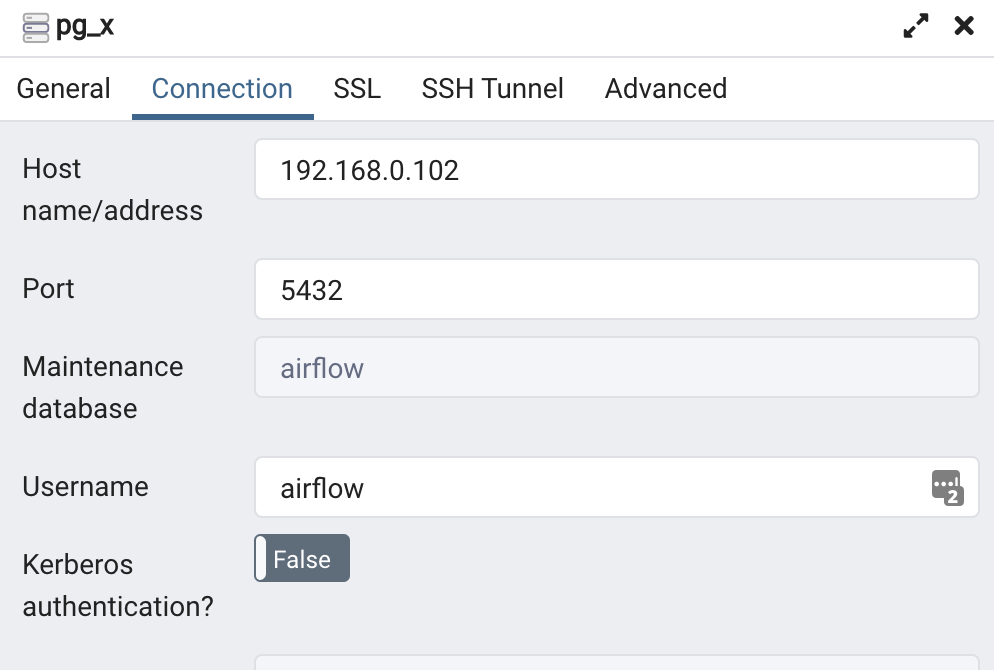 pg_x
General Connection SSL SSH Tunnel Advanced
Host
name/address
192.168.0.102
Port
5432
Maintenance
database
airflow
Username
airflow
2
Kerberos
authentication?
False